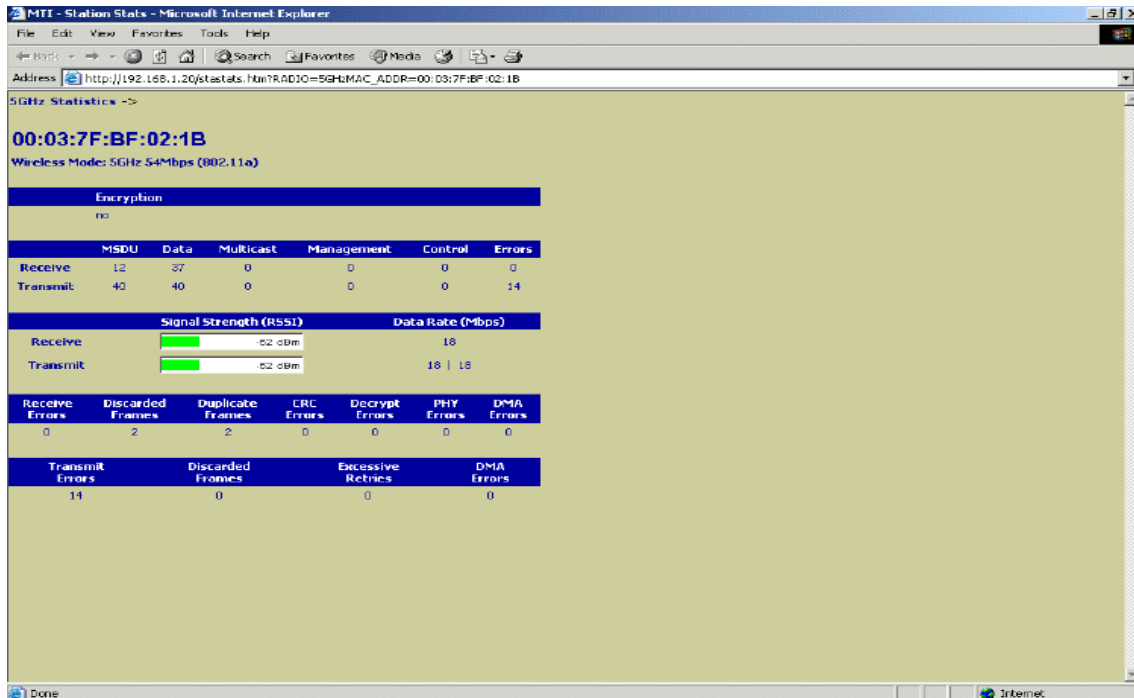 MTI - Station Stats - Microsoft Internet Explorer
File Edit View Favorites Tools Help
Back Search Favorites Media
Address http://192.168.1.20/stastats.htm?RADIO=5GHzMAC_ADDR=00:03:7F:BF:02:1B
5GHz Statistics ->
00:03:7F:BF:02:1B
Wireless Mode: 5GHz 54Mbps (802.11a)
Encryption
no
MSDU Data Multicast Management Control Errors
Receive 12 37 0 0 0 0
Transmit 40 40 0 0 0 14
Signal Strength (RSSI) Data Rate (Mbps)
Receive -62 dBm 18
Transmit -62 dBm 18 | 18
Receive Discarded Duplicate CRC Decrypt PHY DMA
Errors Frames Frames Errors Errors Errors Errors
0 2 2 0 0 0 0
Transmit Discarded Excessive DMA
Errors Frames Retries Errors
14 0 0 0
Done Internet